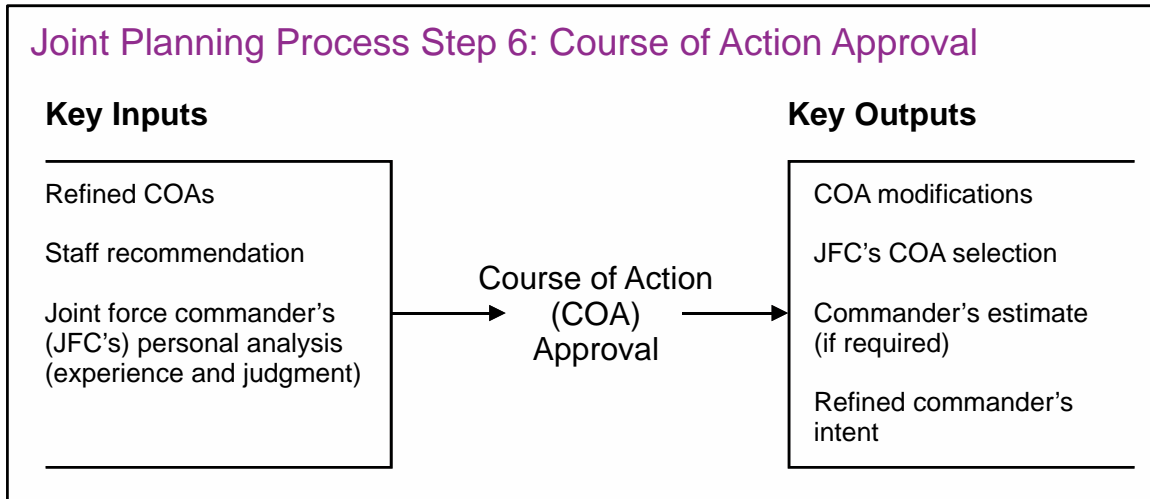 Joint Planning Process Step 6: Course of Action Approval
Key Inputs
Refined COAs
Staff recommendation
Joint force commander’s
(JFC’s) personal analysis
(experience and judgment)
Course of Action
(COA)
Approval
Key Outputs
COA modifications
JFC’s COA selection
Commander’s estimate
(if required)
Refined commander’s
intent